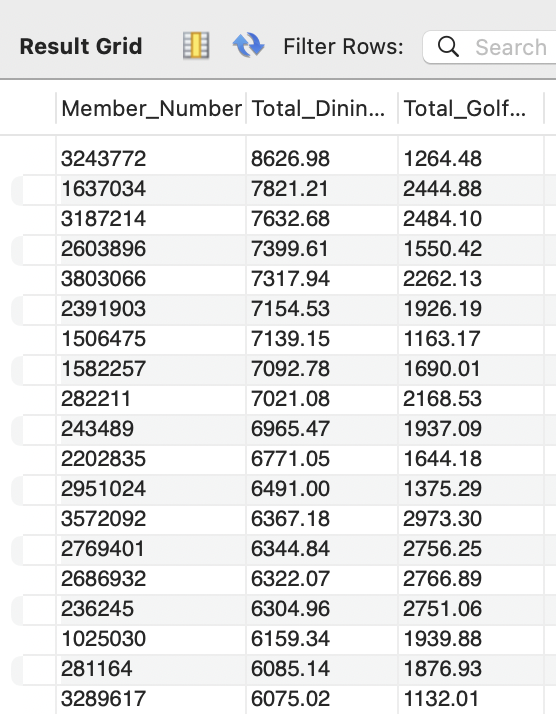 Result Grid Filter Rows: Search
Member_Number Total_Dinin... Total_Golf...
3243772 8626.98 1264.48
1637034 7821.21 2444.88
3187214 7632.68 2484.10
2603896 7399.61 1550.42
3803066 7317.94 2262.13
2391903 7154.53 1926.19
1506475 7139.15 1163.17
1582257 7092.78 1690.01
282211 7021.08 2168.53
243489 6965.47 1937.09
2202835 6771.05 1644.18
2951024 6491.00 1375.29
3572092 6367.18 2973.30
2769401 6344.84 2756.25
2686932 6322.07 2766.89
236245 6304.96 2751.06
1025030 6159.34 1939.88
281164 6085.14 1876.93
3289617 6075.02 1132.01